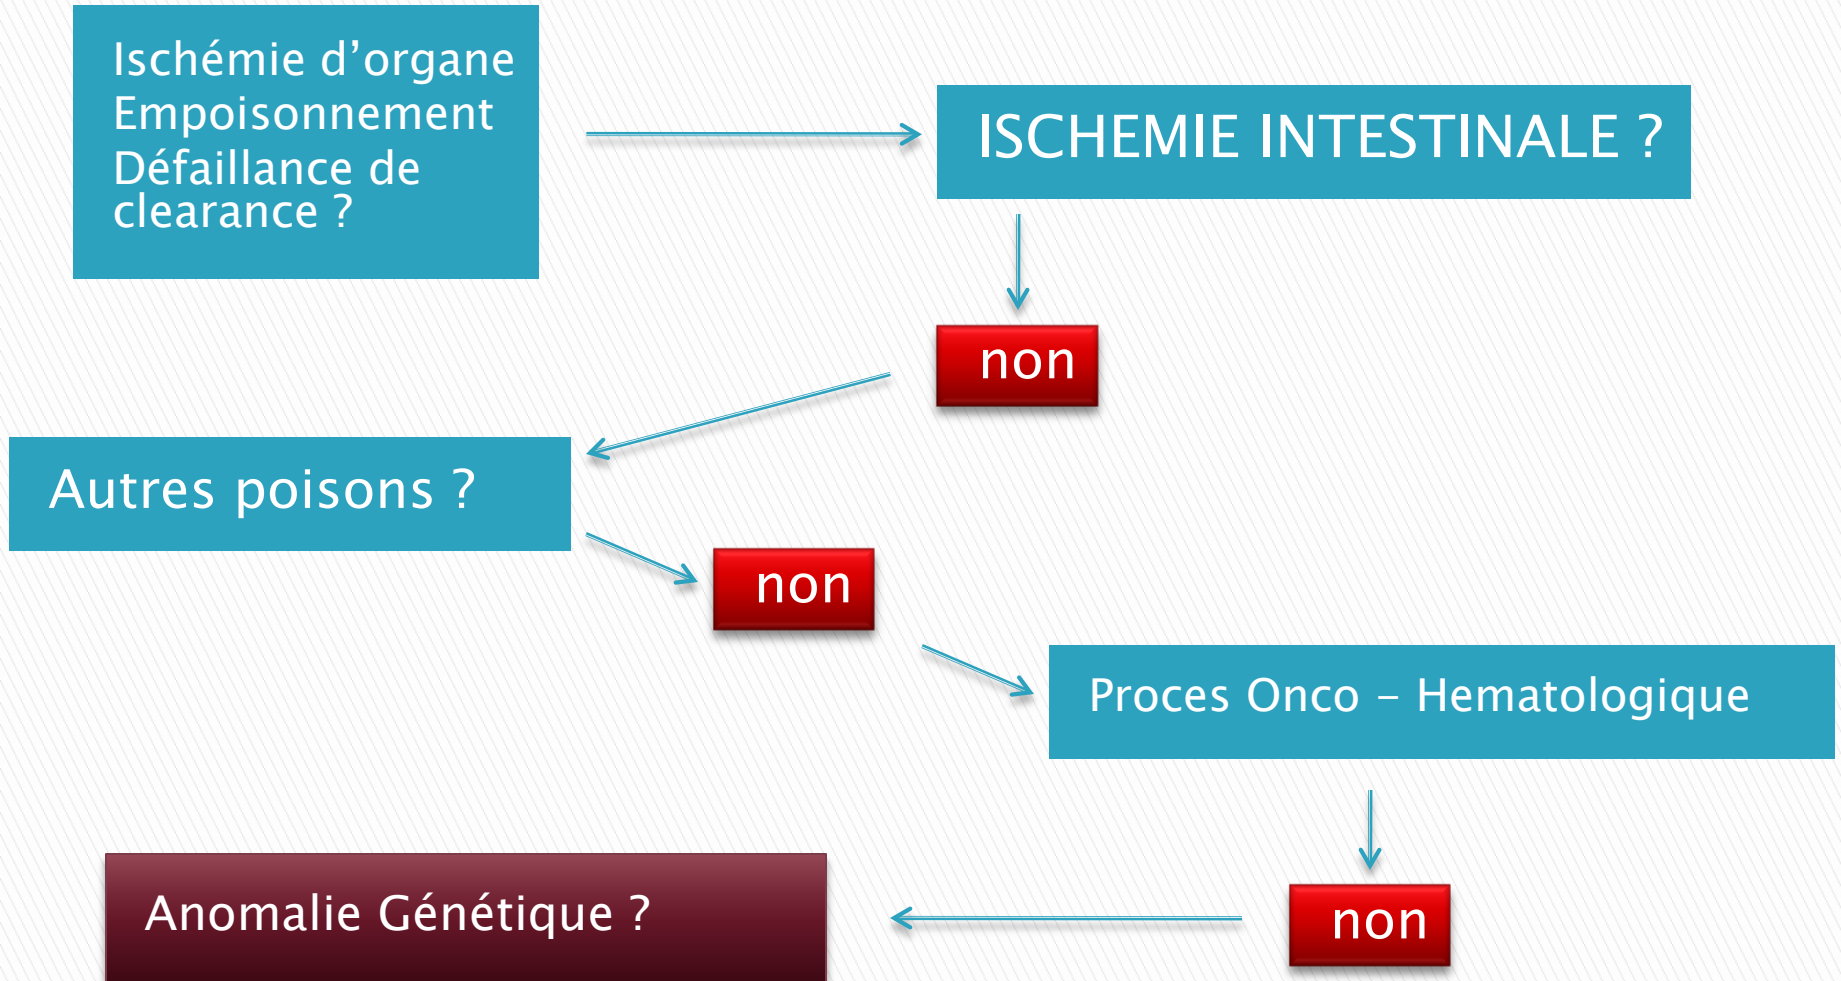 Ischémie d’organe
Empoisonnement
Défaillance de
clearance ?
ISCHEMIE INTESTINALE ?
non
Autres poisons ?
non
Proces Onco - Hematologique
non
Anomalie Génétique ?